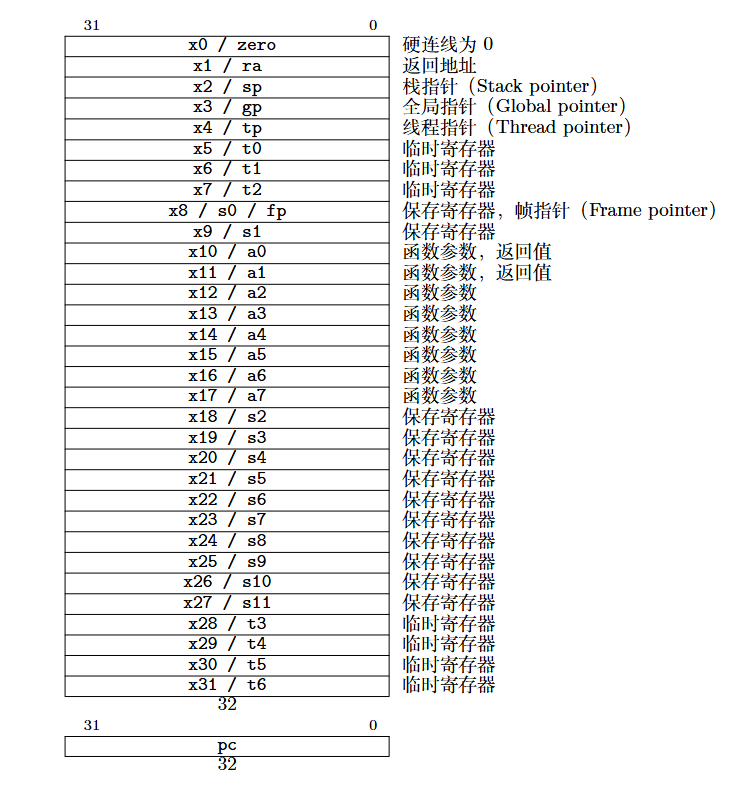 31 0
x0 / zero 硬连线为 0
x1 / ra 返回地址
x2 / sp 栈指针（Stack pointer）
x3 / gp 全局指针（Global pointer）
x4 / tp 线程指针（Thread pointer）
x5 / t0 临时寄存器
x6 / t1 临时寄存器
x7 / t2 临时寄存器
x8 / s0 / fp 保存寄存器，帧指针（Frame pointer）
x9 / s1 保存寄存器
x10 / a0 函数参数，返回值
x11 / a1 函数参数，返回值
x12 / a2 函数参数
x13 / a3 函数参数
x14 / a4 函数参数
x15 / a5 函数参数
x16 / a6 函数参数
x17 / a7 函数参数
x18 / s2 保存寄存器
x19 / s3 保存寄存器
x20 / s4 保存寄存器
x21 / s5 保存寄存器
x22 / s6 保存寄存器
x23 / s7 保存寄存器
x24 / s8 保存寄存器
x25 / s9 保存寄存器
x26 / s10 保存寄存器
x27 / s11 保存寄存器
x28 / t3 临时寄存器
x29 / t4 临时寄存器
x30 / t5 临时寄存器
x31 / t6 临时寄存器
32
31 0
pc
32